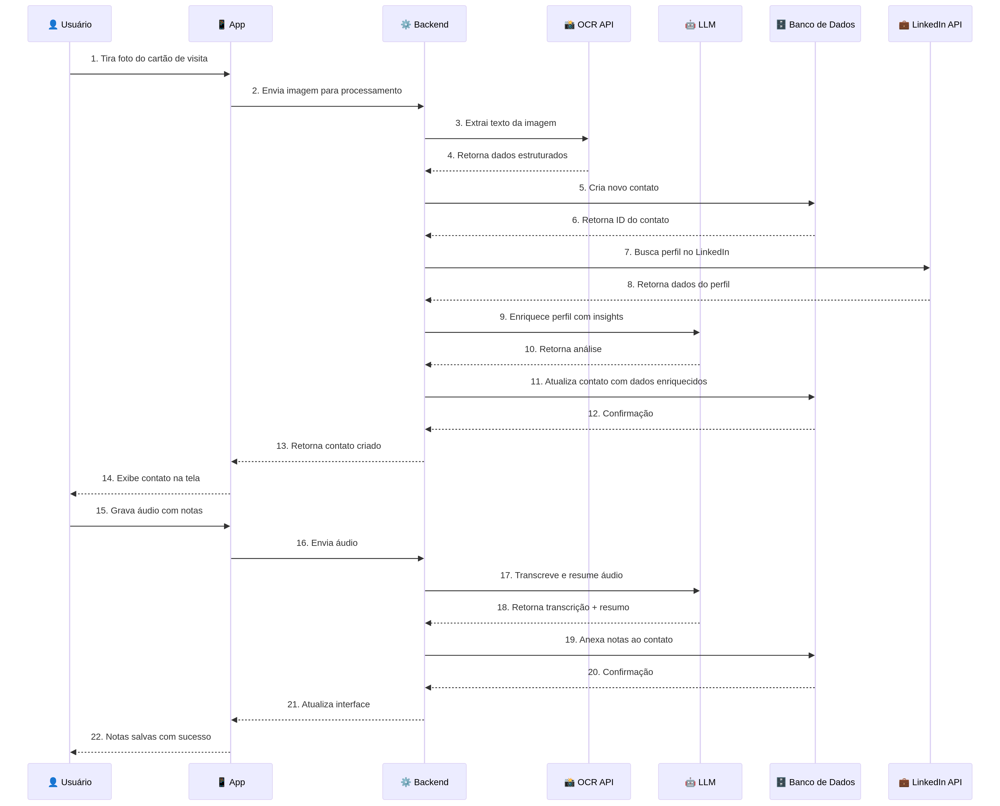 👤 Usuário
📱 App
⚙️ Backend
📸 OCR API
🤖 LLM
🗄️ Banco de Dados
💼 LinkedIn API
1. Tira foto do cartão de visita
2. Envia imagem para processamento
3. Extrai texto da imagem
4. Retorna dados estruturados
5. Cria novo contato
6. Retorna ID do contato
7. Busca perfil no LinkedIn
8. Retorna dados do perfil
9. Enriquece perfil com insights
10. Retorna análise
11. Atualiza contato com dados enriquecidos
12. Confirmação
13. Retorna contato criado
14. Exibe contato na tela
15. Grava áudio com notas
16. Envia áudio
17. Transcreve e resume áudio
18. Retorna transcrição + resumo
19. Anexa notas ao contato
20. Confirmação
21. Atualiza interface
22. Notas salvas com sucesso
👤 Usuário
📱 App
⚙️ Backend
📸 OCR API
🤖 LLM
🗄️ Banco de Dados
💼 LinkedIn API